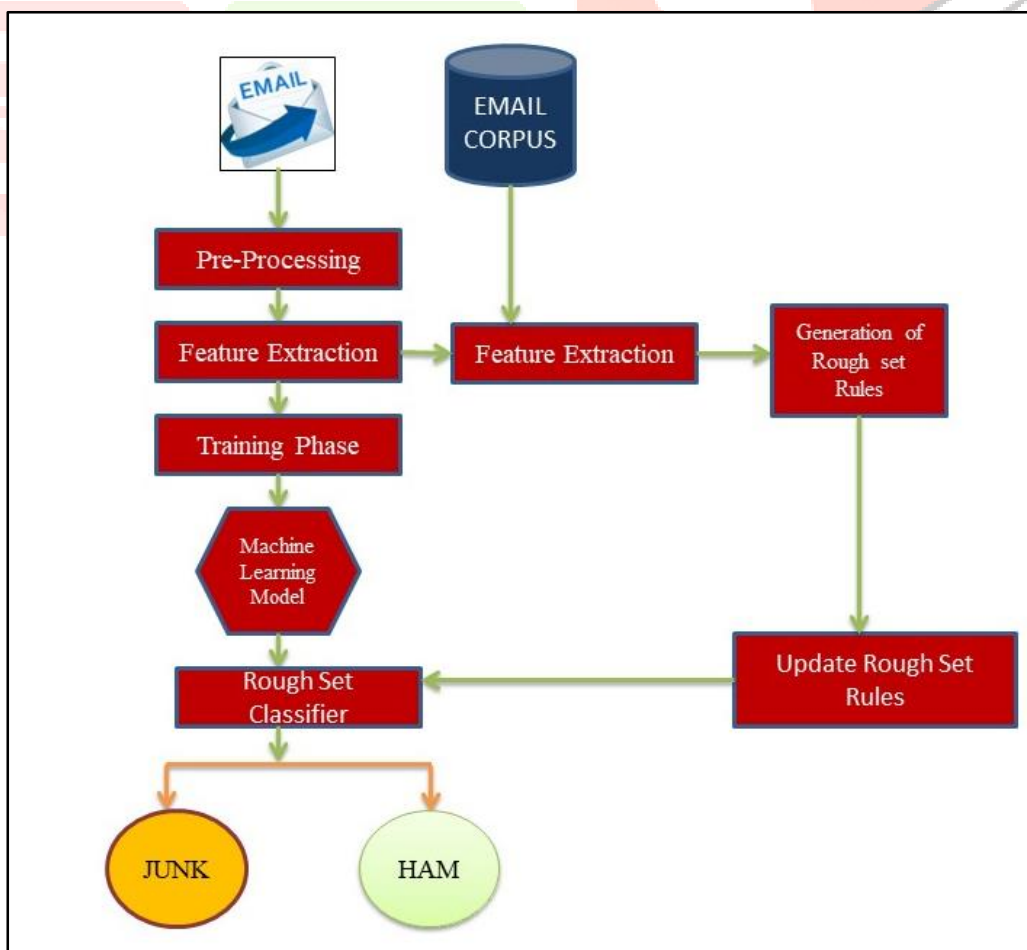 EMAIL
EMAIL
CORPUS
Pre-Processing
Feature Extraction
Feature Extraction
Generation of
Rough set
Rules
Training Phase
Machine
Learning
Model
Rough Set
Classifier
Update Rough Set
Rules
JUNK
HAM